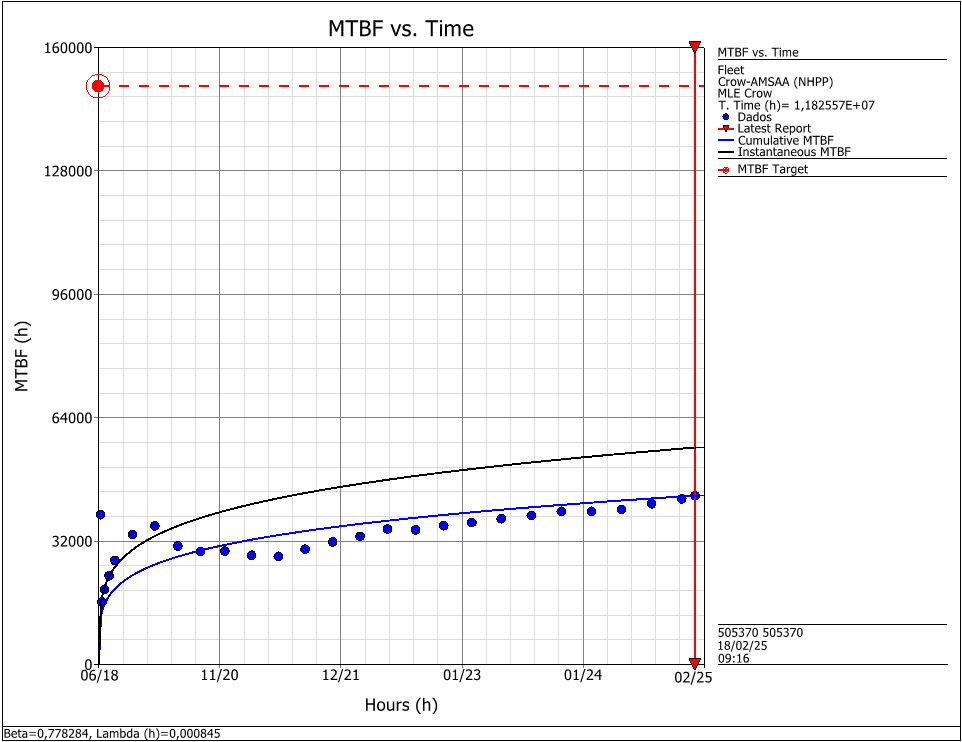 MTBF vs. Time
160000
128000
96000
64000
32000
0
MTBF (h)
06/18
11/20
12/21
01/23
01/24
02/25
Hours (h)
MTBF vs. Time
Fleet
Crow-AMSAA (NHPP)
MLE Crow
T. Time (h)= 1,182557E+07
Dados
Latest Report
Cumulative MTBF
Instantaneous MTBF
MTBF Target
505370 505370
18/02/25
09:16
Beta=0,778284, Lambda (h)=0,000845